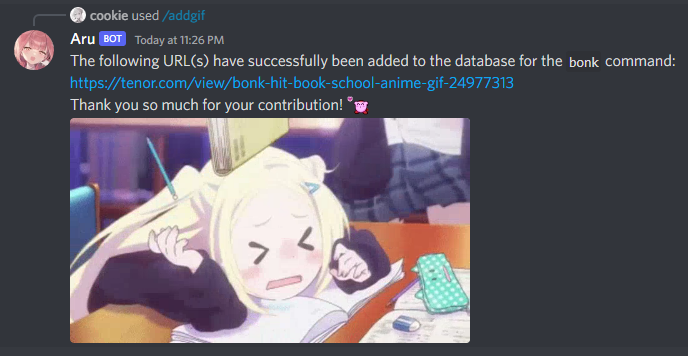 cookie used /addgif
Aru BOT Today at 11:26 PM
The following URL(s) have successfully been added to the database for the bonk command:
https://tenor.com/view/bonk-hit-book-school-anime-gif-24977313
Thank you so much for your contribution!